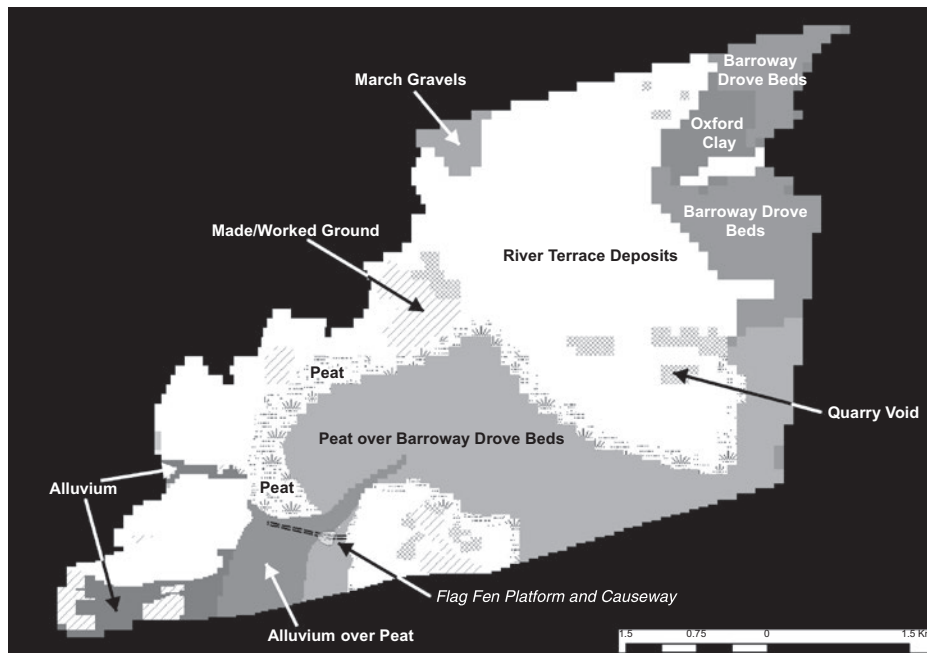 Barroway
Drove Beds
March Gravels
Oxford
Clay
Barroway Drove
Beds
Made/Worked Ground
River Terrace Deposits
Peat
Quarry Void
Peat over Barroway Drove Beds
Alluvium
Peat
Flag Fen Platform and Causeway
Alluvium over Peat
1.5 0.75 0 1.5